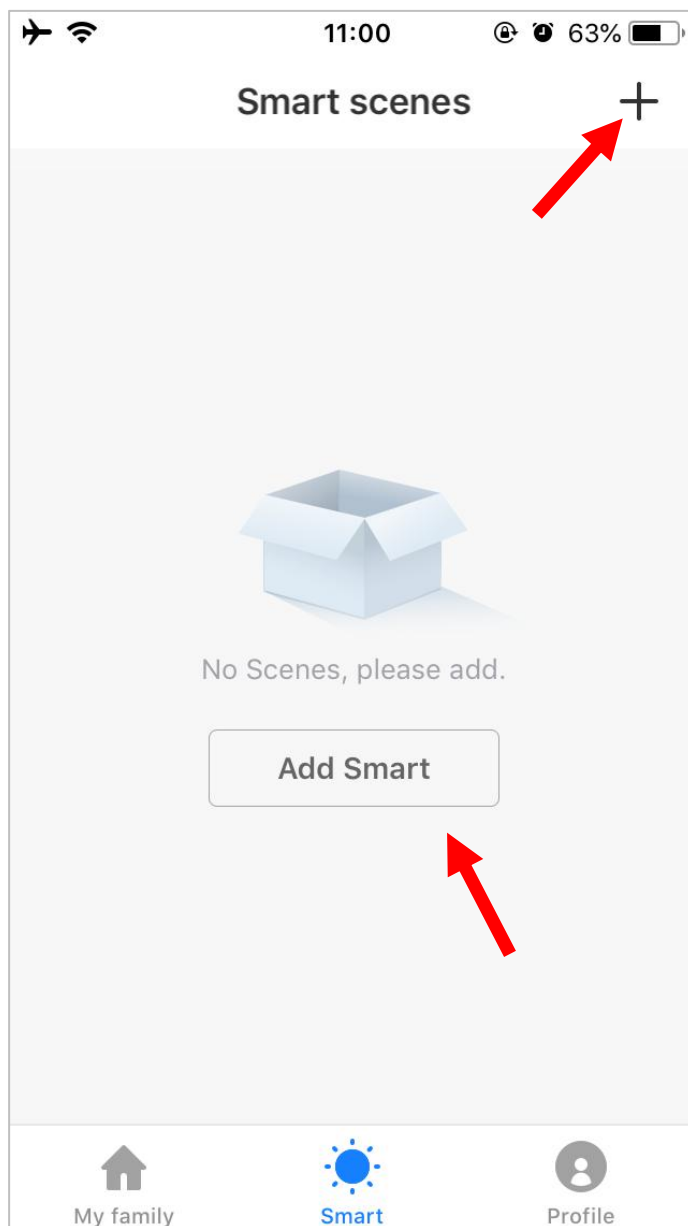 11:00 63%
Smart scenes
No Scenes, please add.
Add Smart
My family Smart Profile